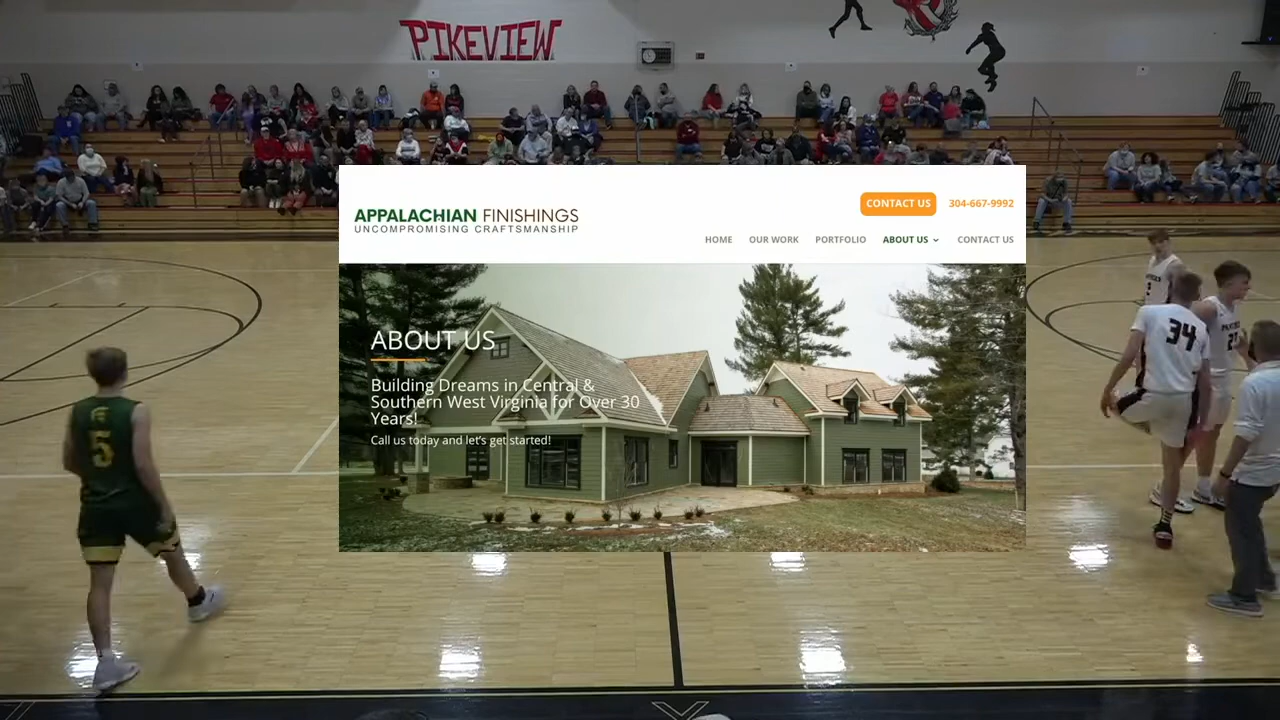 PIKEVIEW
CONTACT US 304-667-9992
APPALACHIAN FINISHINGS
UNCOMPROMISING CRAFTSMANSHIP
HOME OUR WORK PORTFOLIO ABOUT US CONTACT US
ABOUT US
Building Dreams in Central &
Southern West Virginia for Over 30
Years!
Call us today and let's get started!
5
34